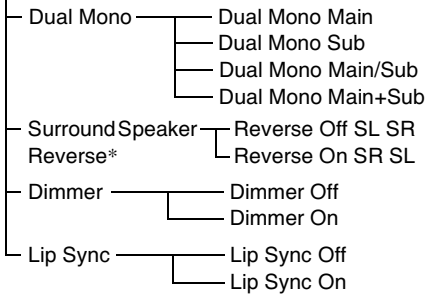 Dual Mono Dual Mono Main
Dual Mono Sub
Dual Mono Main/Sub
Dual Mono Main+Sub
Surround Speaker Reverse Off SL SR
Reverse* Reverse On SR SL
Dimmer Dimmer Off
Dimmer On
Lip Sync Lip Sync Off
Lip Sync On